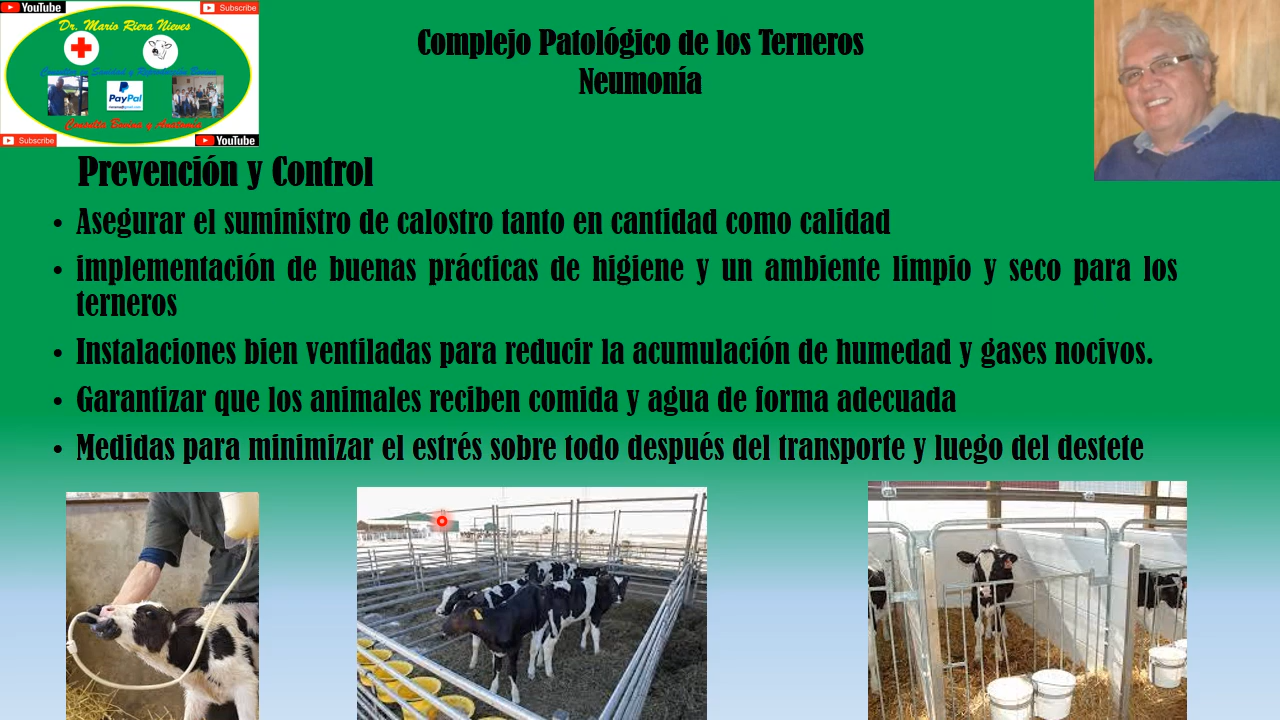 YouTube
Subscribe
Dr. Mario Riera Nieves
PayPal
Consulta Bovina y Anatomía
Subscribe
YouTube
Complejo Patológico de los Terneros
Neumonía
Prevención y Control
• Asegurar el suministro de calostro tanto en cantidad como calidad
• implementación de buenas prácticas de higiene y un ambiente limpio y seco para los
terneros
• Instalaciones bien ventiladas para reducir la acumulación de humedad y gases nocivos.
• Garantizar que los animales reciben comida y agua de forma adecuada
• Medidas para minimizar el estrés sobre todo después del transporte y luego del destete